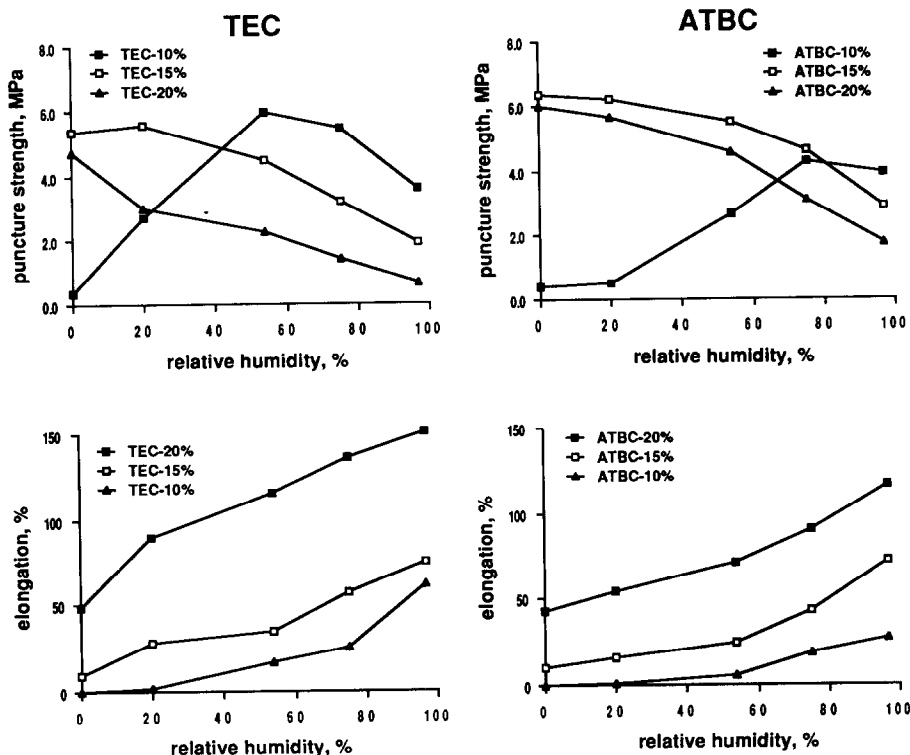 TEC
TEC-10%
TEC-15%
TEC-20%
puncture strength, MPa
8.0
6.0
4.0
2.0
0.0
0 20 40 60 80 100
relative humidity, %
ATBC
ATBC-10%
ATBC-15%
ATBC-20%
puncture strength, MPa
8.0
6.0
4.0
2.0
0.0
0 20 40 60 80 100
relative humidity, %
TEC-20%
TEC-15%
TEC-10%
elongation, %
150
100
50
0
0 20 40 60 80 100
relative humidity, %
ATBC-20%
ATBC-15%
ATBC-10%
elongation, %
150
100
50
0
0 20 40 60 80 100
relative humidity, %